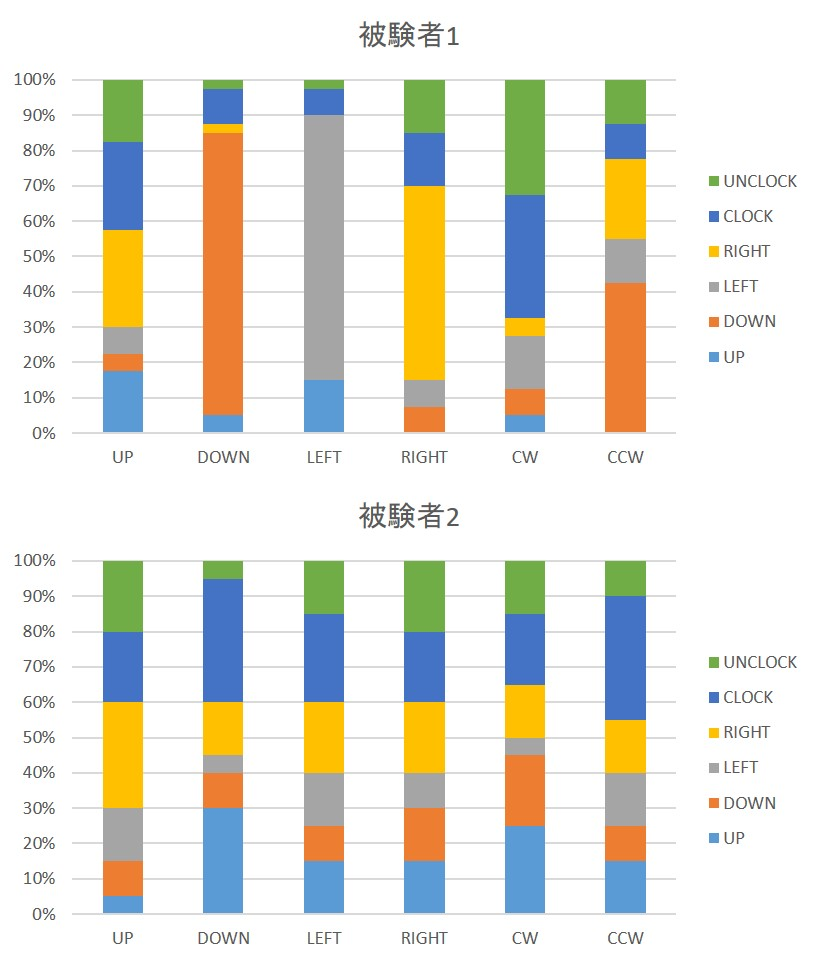 被験者1
100%
90%
80%
70%
60%
50%
40%
30%
20%
10%
0%
UP DOWN LEFT RIGHT CW CCW
UNCLOCK
CLOCK
RIGHT
LEFT
DOWN
UP
被験者2
100%
90%
80%
70%
60%
50%
40%
30%
20%
10%
0%
UP DOWN LEFT RIGHT CW CCW
UNCLOCK
CLOCK
RIGHT
LEFT
DOWN
UP